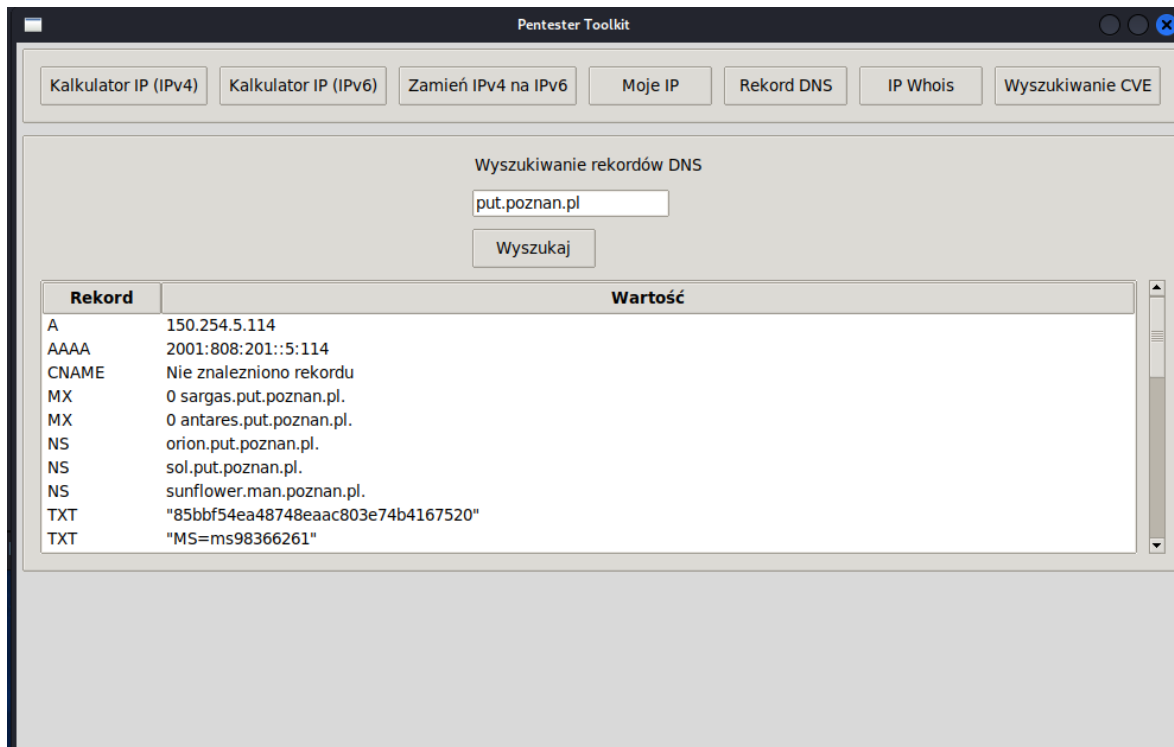 Pentester Toolkit
Kalkulator IP (IPv4) Kalkulator IP (IPv6) Zamień IPv4 na IPv6 Moje IP Rekord DNS IP Whois Wyszukiwanie CVE
Wyszukiwanie rekordów DNS
put.poznan.pl
Wyszukaj
Rekord Wartość
A 150.254.5.114
AAAA 2001:808:201::5:114
CNAME Nie znalezniono rekordu
MX 0 sargas.put.poznan.pl.
MX 0 antares.put.poznan.pl.
NS orion.put.poznan.pl.
NS sol.put.poznan.pl.
NS sunflower.man.poznan.pl.
TXT "85bbf54ea48748eaac803e74b4167520"
TXT "MS=ms98366261"